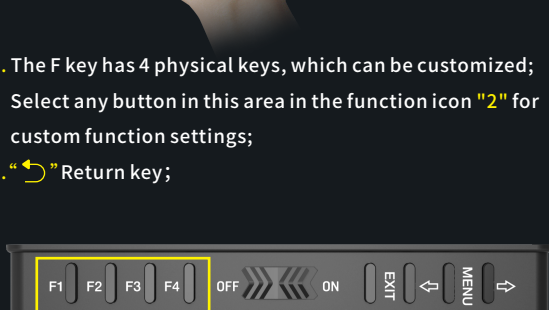 . The F key has 4 physical keys, which can be customized;
Select any button in this area in the function icon "2" for
custom function settings;
.“ ⮌ ” Return key;
F1 F2 F3 F4 OFF ON EXIT ⇦ MENU ⇨